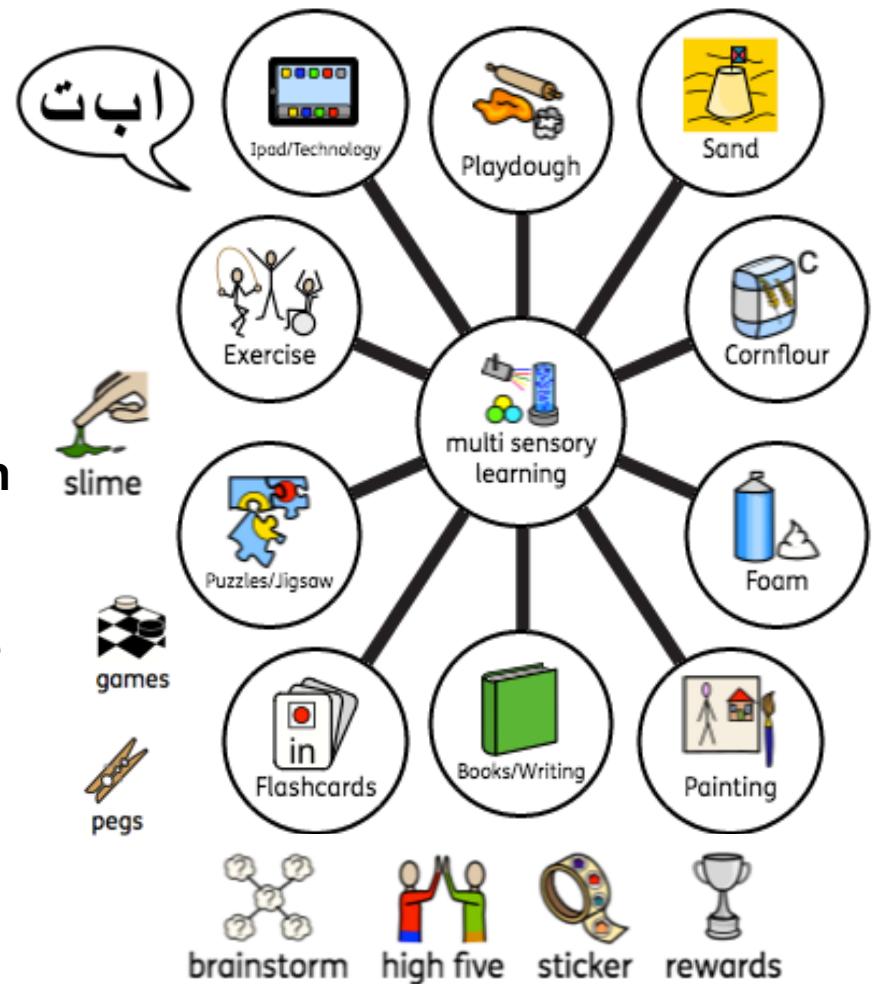 ا ب ت
Ipad/Technology
Playdough
Sand
Exercise
C
Cornflour
multi sensory
learning
slime
n
Puzzles/Jigsaw
Foam
games
in
Flashcards
Books/Writing
Painting
pegs
brainstorm
high five
sticker
rewards